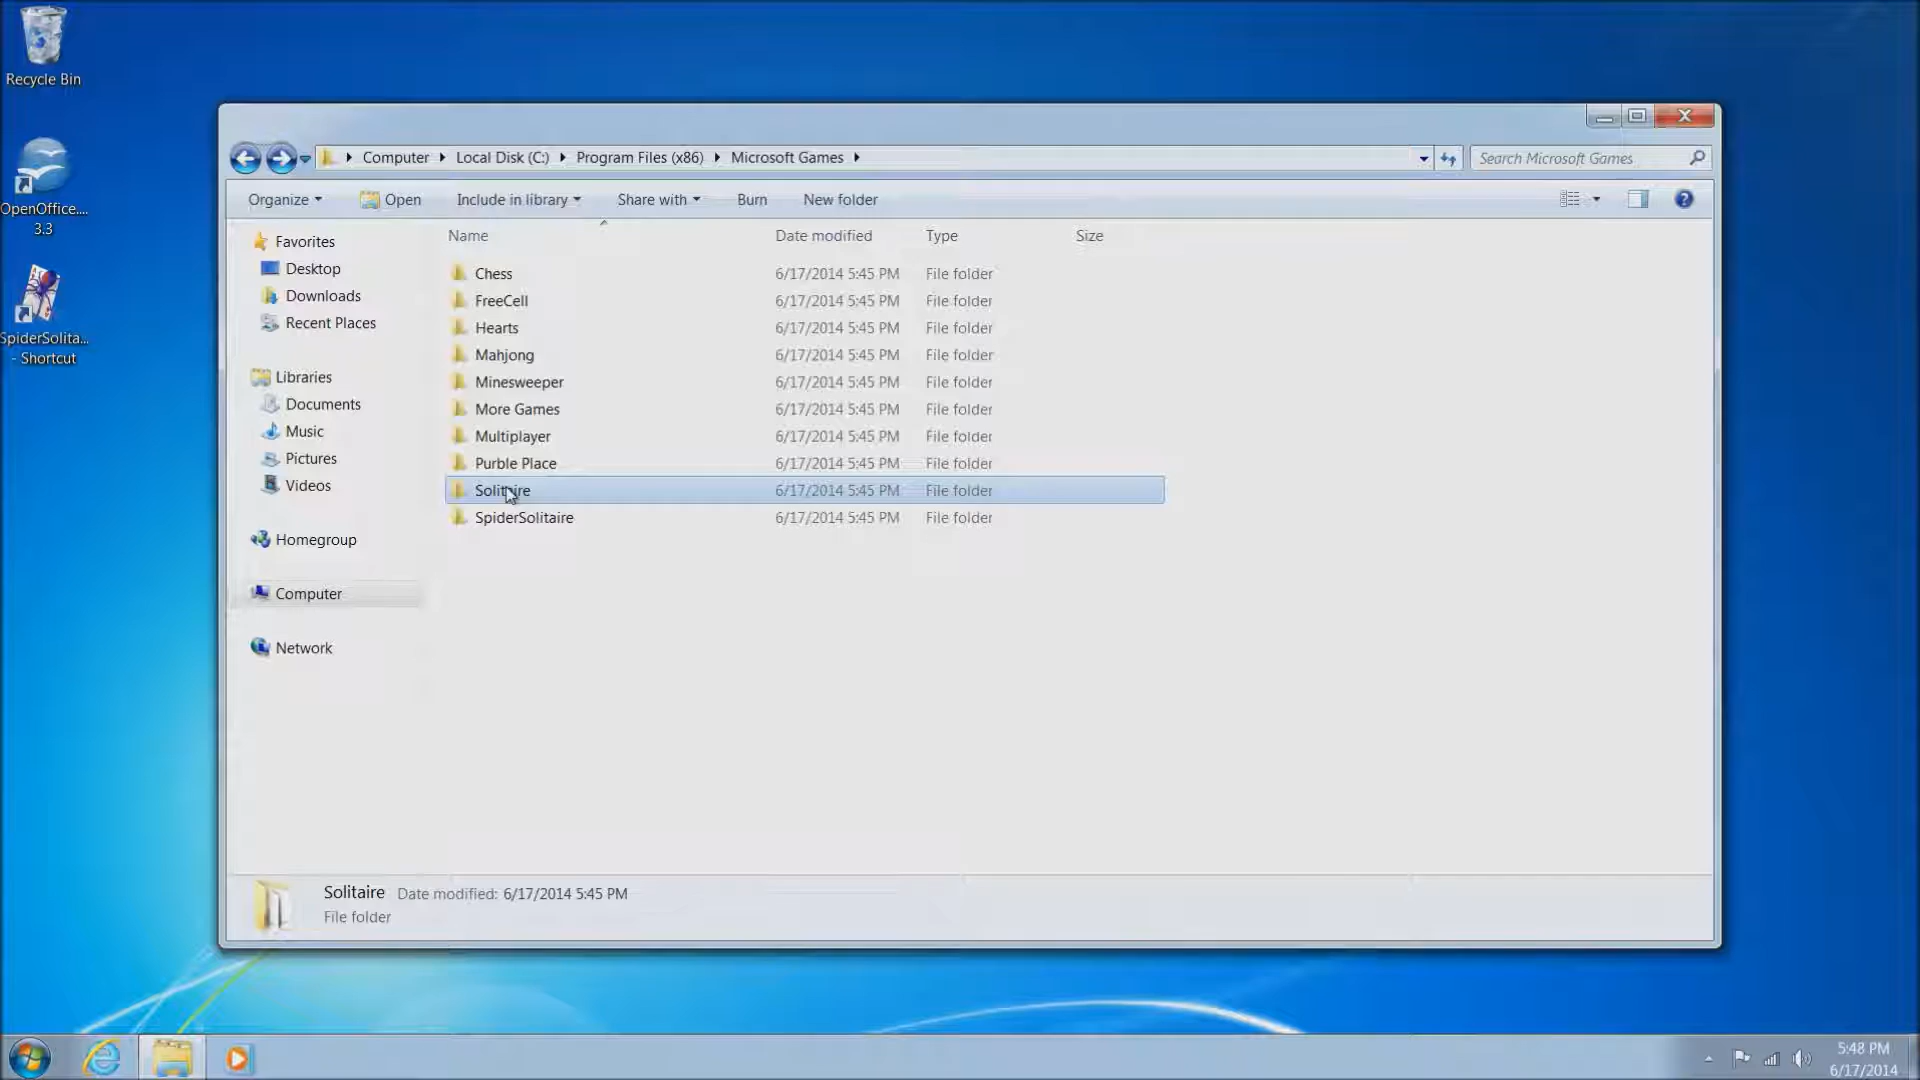 Recycle Bin
OpenOffice....
3.3
SpiderSolita...
- Shortcut
Computer
Local Disk (C:)
Program Files (x86)
Microsoft Games
Search Microsoft Games
Organize
Open
Include in library
Share with
Burn
New folder
Favorites
Desktop
Downloads
Recent Places
Libraries
Documents
Music
Pictures
Videos
Homegroup
Computer
Network
Name Date modified Type Size
Chess 6/17/2014 5:45 PM File folder
FreeCell 6/17/2014 5:45 PM File folder
Hearts 6/17/2014 5:45 PM File folder
Mahjong 6/17/2014 5:45 PM File folder
Minesweeper 6/17/2014 5:45 PM File folder
More Games 6/17/2014 5:45 PM File folder
Multiplayer 6/17/2014 5:45 PM File folder
Purble Place 6/17/2014 5:45 PM File folder
Solitaire 6/17/2014 5:45 PM File folder
SpiderSolitaire 6/17/2014 5:45 PM File folder
Solitaire Date modified: 6/17/2014 5:45 PM
File folder
5:48 PM
6/17/2014